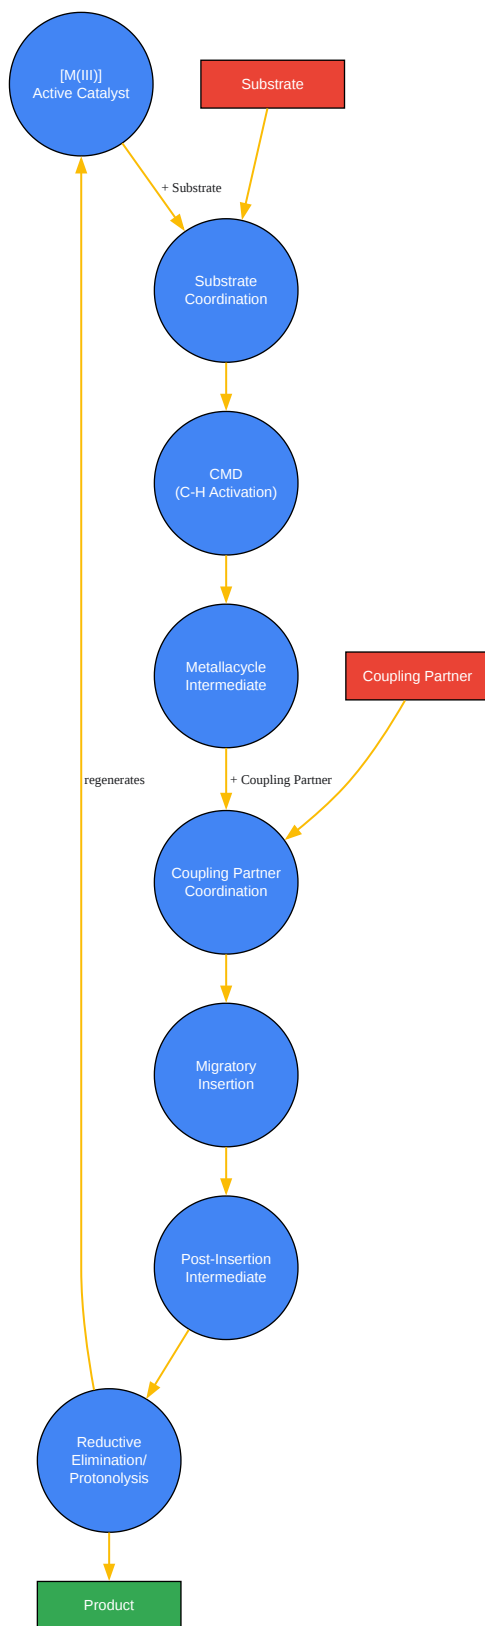 [M(III)]
Active Catalyst
Substrate
+ Substrate
Substrate
Coordination
CMD
(C-H Activation)
Metallacycle
Intermediate
Coupling Partner
regenerates
+ Coupling Partner
Coupling Partner
Coordination
Migratory
Insertion
Post-Insertion
Intermediate
Reductive
Elimination/
Protonolysis
Product